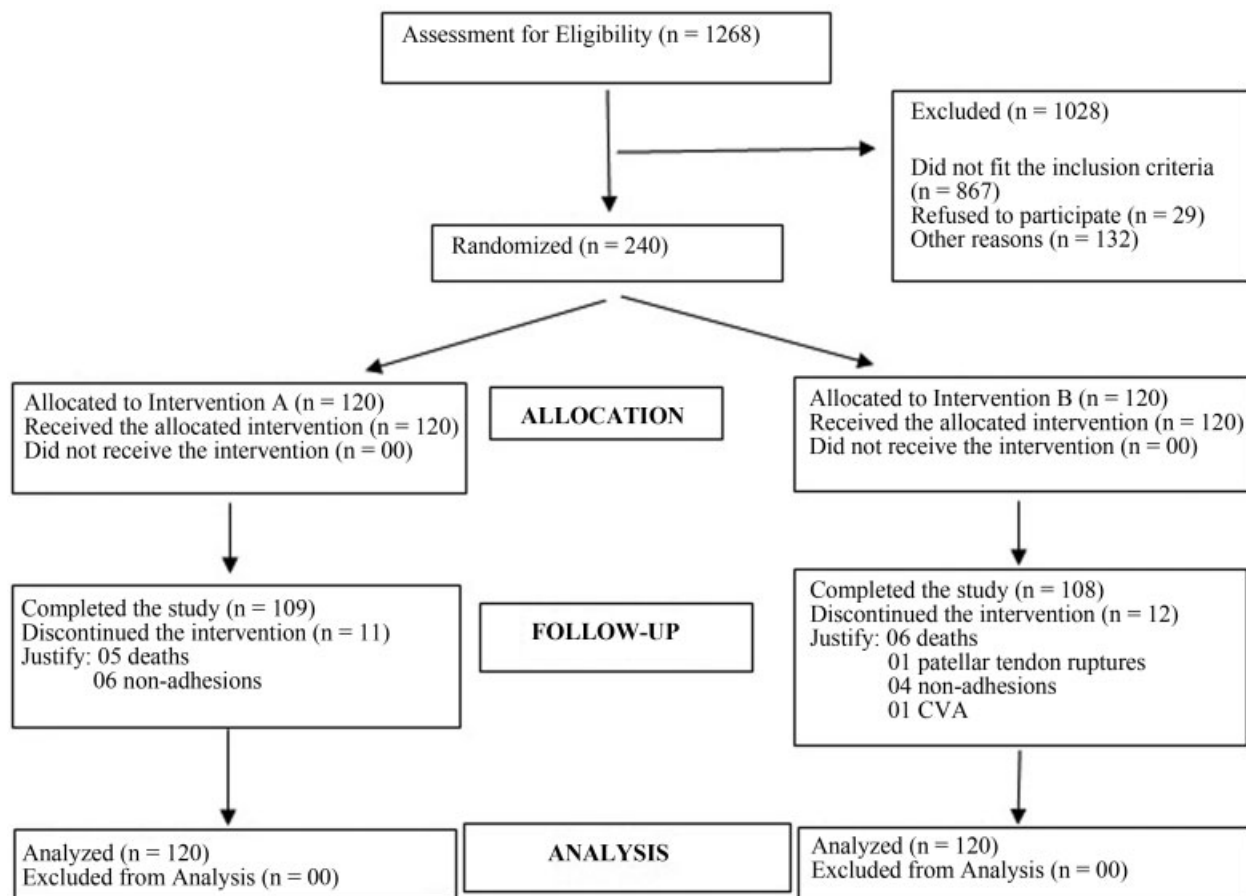 Assessment for Eligibility (n = 1268)
Excluded (n = 1028)
Did not fit the inclusion criteria
(n = 867)
Refused to participate (n = 29)
Other reasons (n = 132)
Randomized (n = 240)
Allocated to Intervention A (n = 120)
Received the allocated intervention (n = 120)
Did not receive the intervention (n = 00)
ALLOCATION
Allocated to Intervention B (n = 120)
Received the allocated intervention (n = 120)
Did not receive the intervention (n = 00)
Completed the study (n = 109)
Discontinued the intervention (n = 11)
Justify: 05 deaths
06 non-adhesions
FOLLOW-UP
Completed the study (n = 108)
Discontinued the intervention (n = 12)
Justify: 06 deaths
01 patellar tendon ruptures
04 non-adhesions
01 CVA
Analyzed (n = 120)
Excluded from Analysis (n = 00)
ANALYSIS
Analyzed (n = 120)
Excluded from Analysis (n = 00)